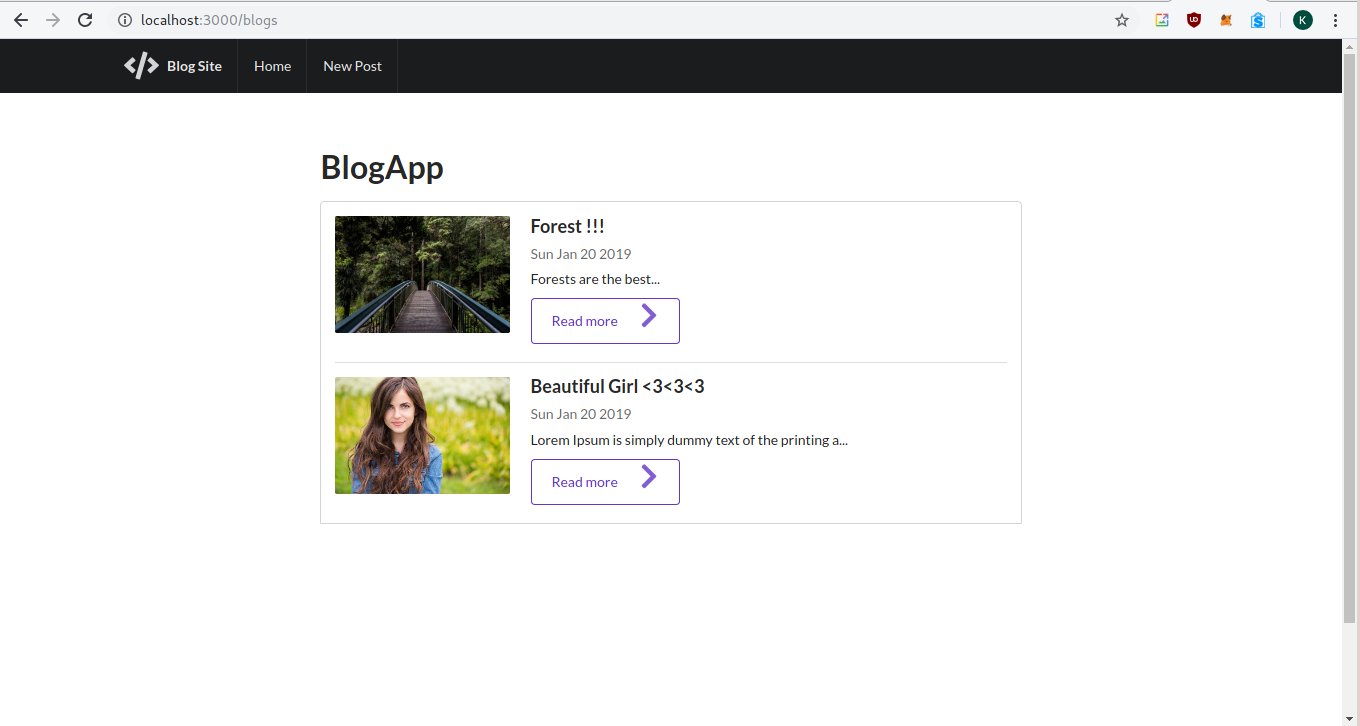 localhost:3000/blogs
K
Blog Site
Home
New Post
BlogApp
Forest !!!
Sun Jan 20 2019
Forests are the best...
Read more
Beautiful Girl <3<3<3
Sun Jan 20 2019
Lorem Ipsum is simply dummy text of the printing a...
Read more